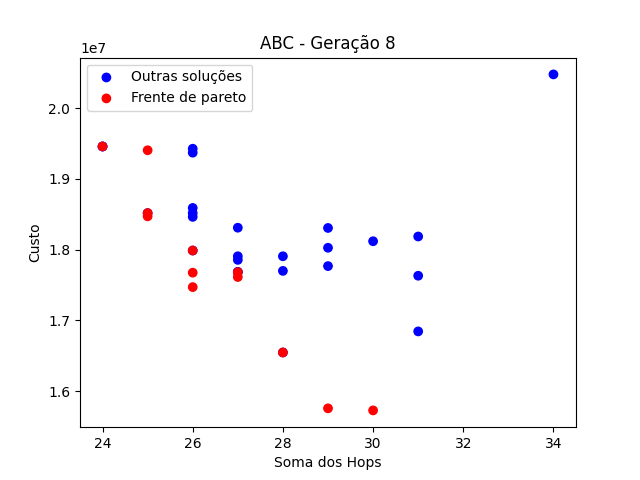 ABC - Geração 8
1e7
Outras soluções
Frente de pareto
2.0
1.9
1.8
1.7
1.6
Custo
24
26
28
30
32
34
Soma dos Hops